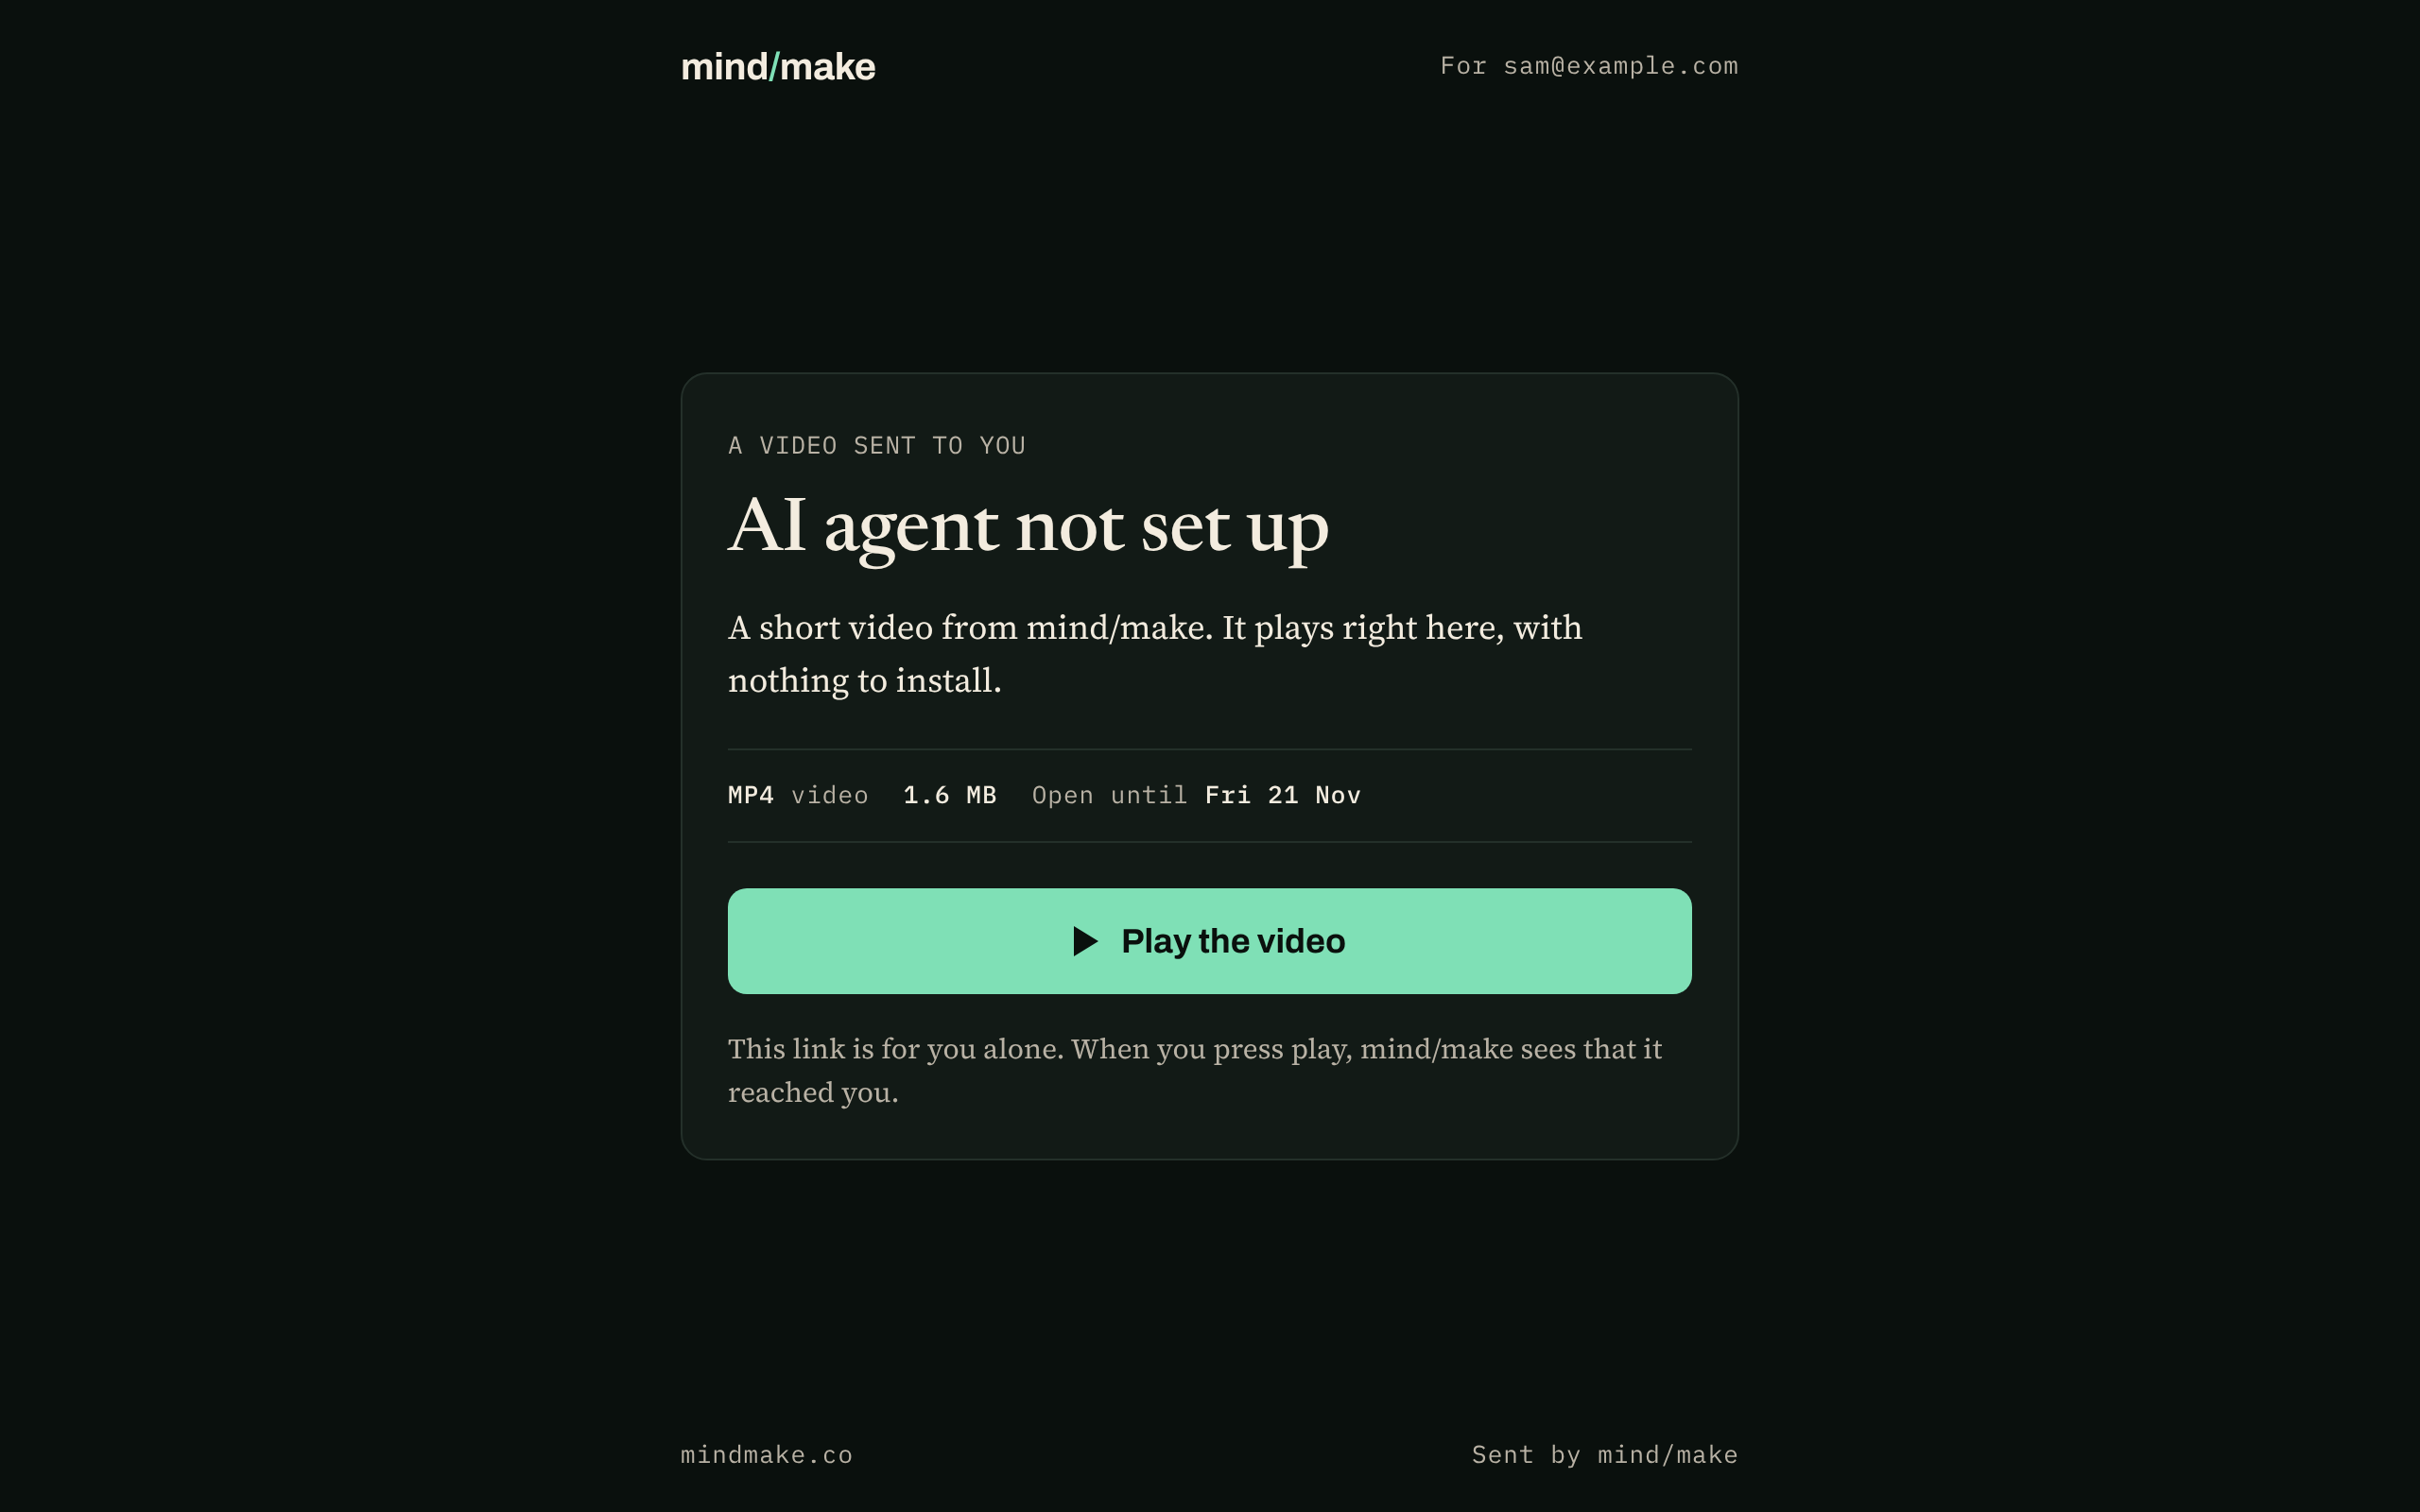 mind/make
For sam@example.com
A VIDEO SENT TO YOU
AI agent not set up
A short video from mind/make. It plays right here, with
nothing to install.
MP4 video 1.6 MB Open until Fri 21 Nov
Play the video
This link is for you alone. When you press play, mind/make sees that it
reached you.
mindmake.co
Sent by mind/make